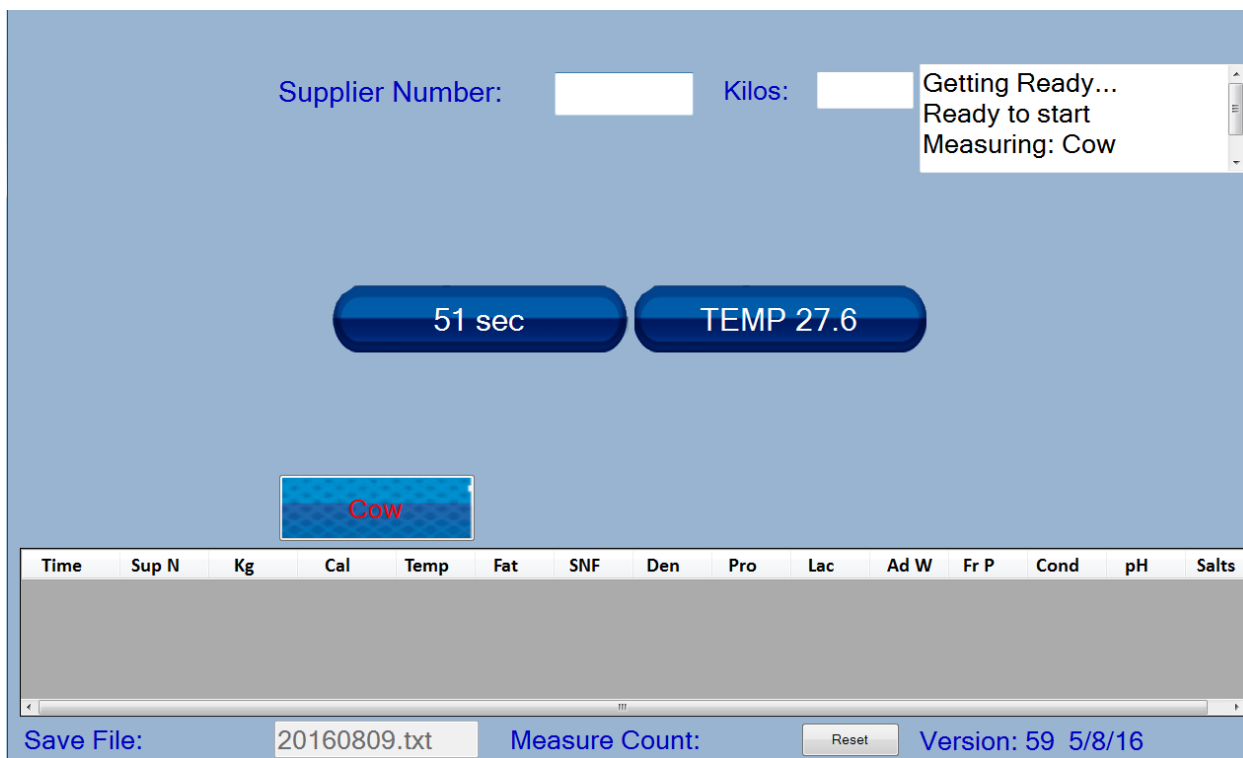 Supplier Number: Kilos:
Getting Ready...
Ready to start
Measuring: Cow
51 sec TEMP 27.6
Cow
Time Sup N Kg Cal Temp Fat SNF Den Pro Lac Ad W Fr P Cond pH Salts
Save File: 20160809.txt Measure Count: Reset Version: 59 5/8/16